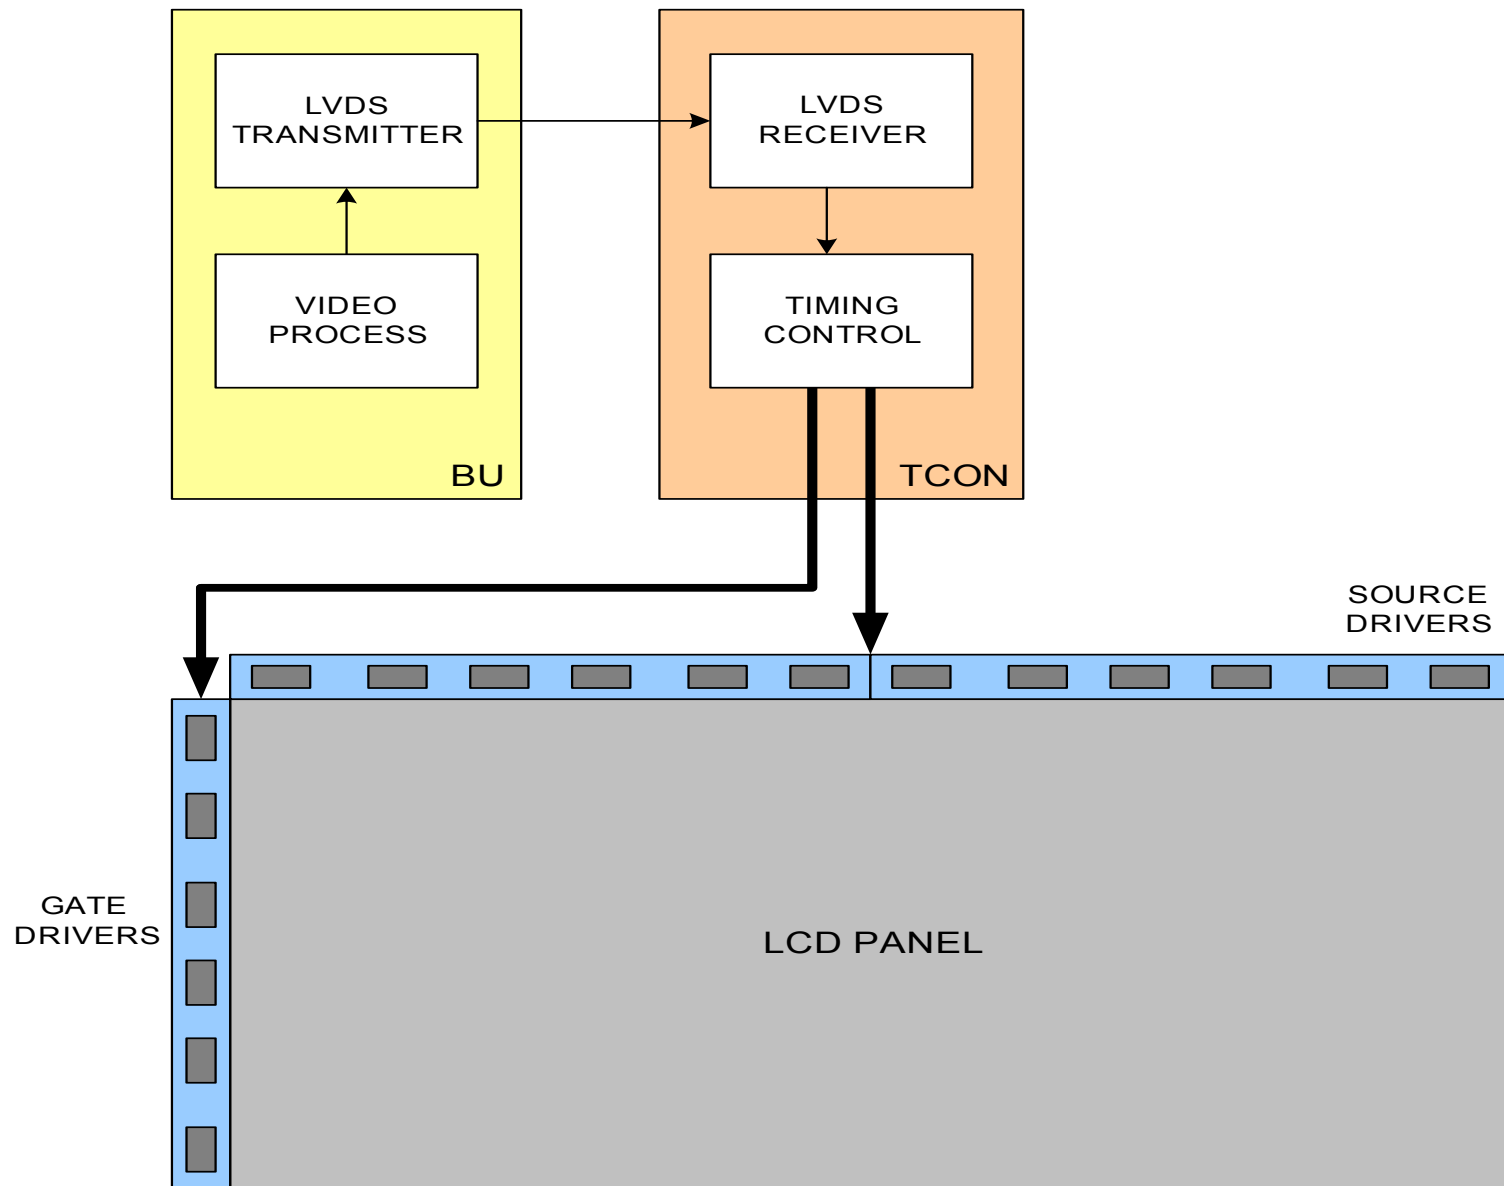 LVDS
TRANSMITTER
LVDS
RECEIVER
VIDEO
PROCESS
TIMING
CONTROL
BU
TCON
SOURCE
DRIVERS
GATE
DRIVERS
LCD PANEL